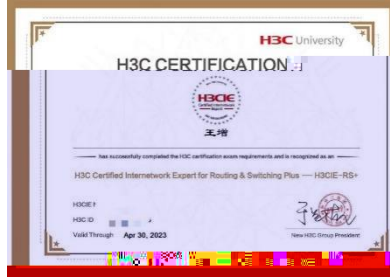 H3C University
H3C CERTIFICATION
H3CIE
王增
has successfully completed the H3C certification exam requirements and is recognized as an
H3C Certified Internetwork Expert for Routing & Switching Plus — H3CIE-RS+
H3CIE
H3C ID
Valid Through Apr 30, 2023
New H3C Group President